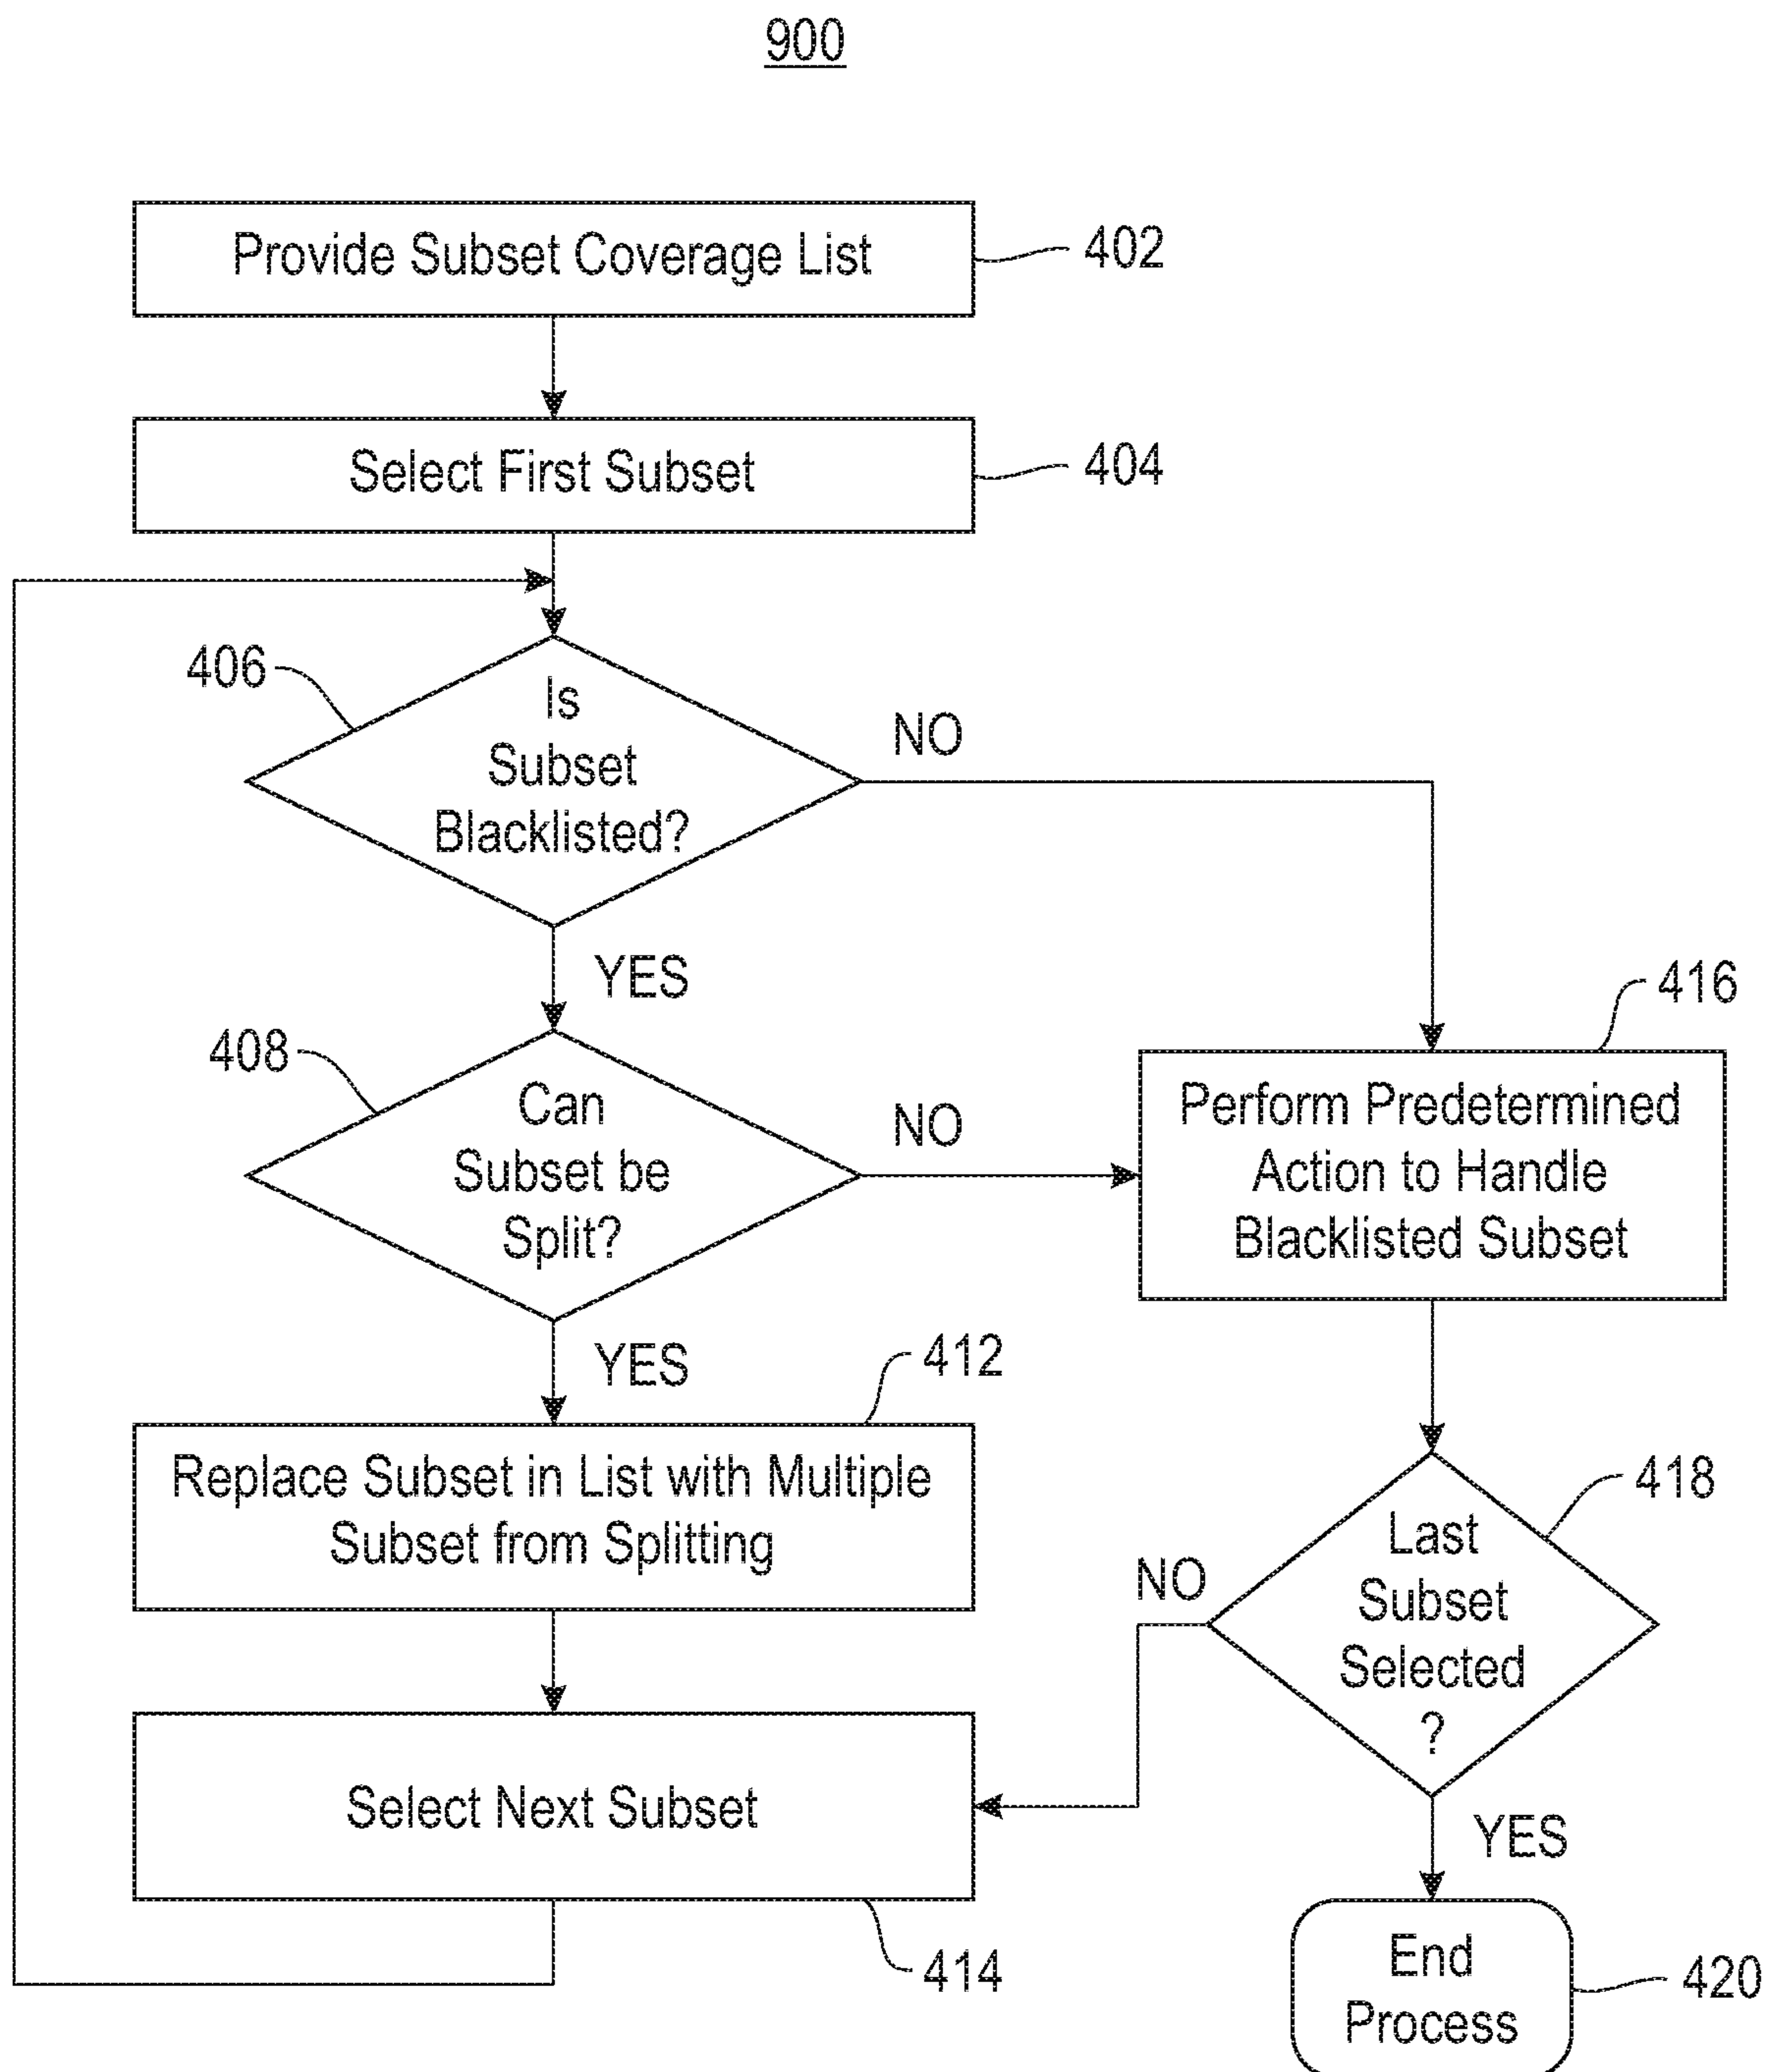 900
Provide Subset Coverage List
402
Select First Subset
404
406
Is
Subset
Blacklisted?
NO
YES
408
Can
Subset be
Split?
NO
416
Perform Predetermined
Action to Handle
Blacklisted Subset
YES
412
Replace Subset in List with Multiple
Subset from Splitting
418
Last
Subset
Selected
?
NO
Select Next Subset
414
YES
End
Process
420